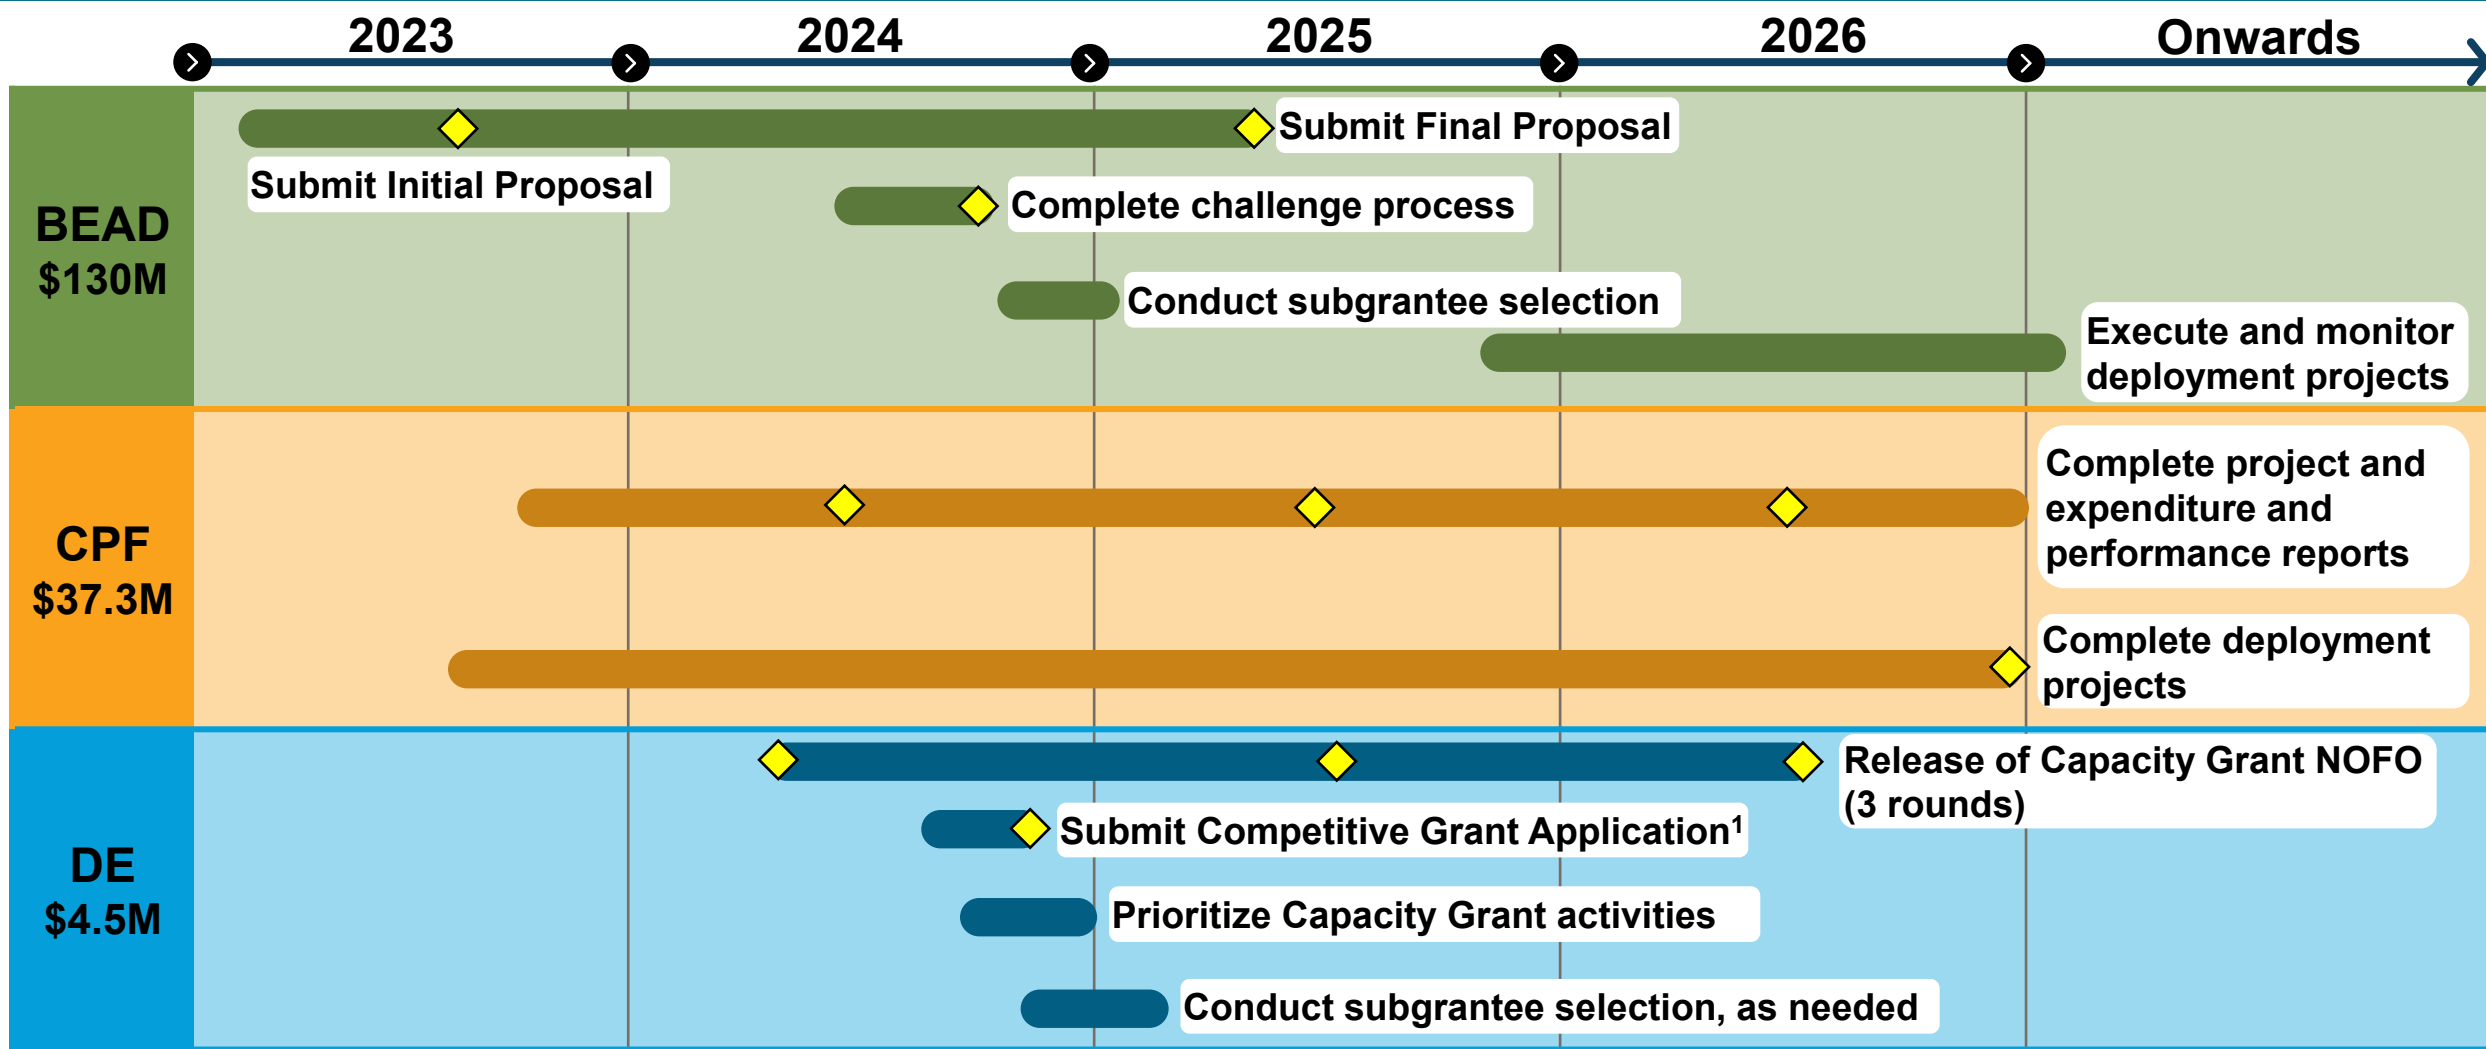 2023 2024 2025 2026 Onwards
BEAD
$130M
Submit Final Proposal
Submit Initial Proposal
Complete challenge process
Conduct subgrantee selection
Execute and monitor
deployment projects
CPF
$37.3M
Complete project and
expenditure and
performance reports
Complete deployment
projects
DE
$4.5M
Release of Capacity Grant NOFO
(3 rounds)
Submit Competitive Grant Application¹
Prioritize Capacity Grant activities
Conduct subgrantee selection, as needed